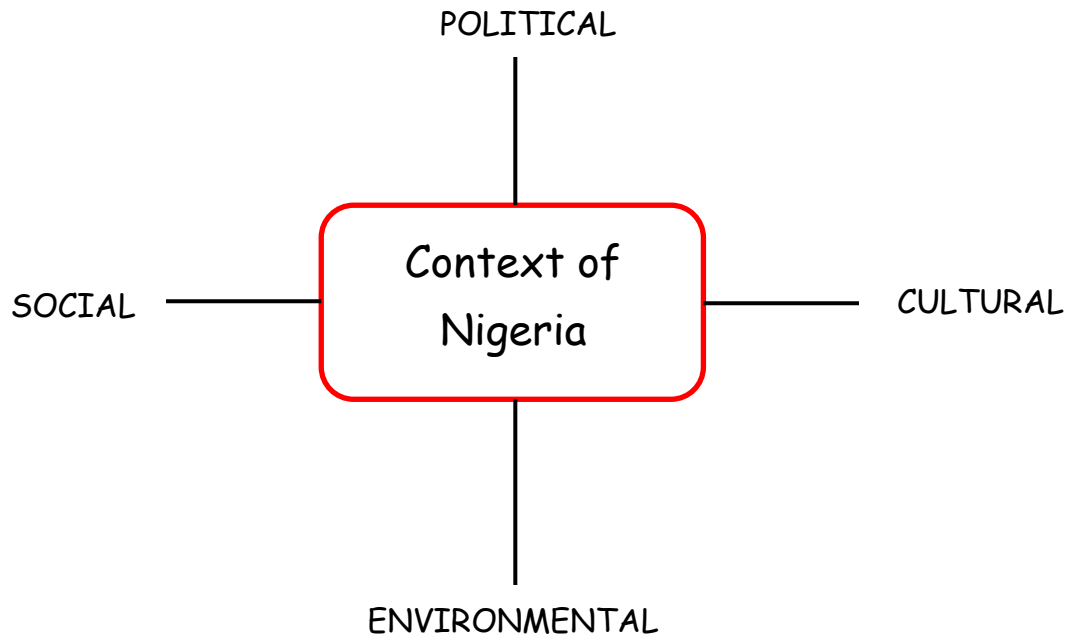 POLITICAL
Context of
Nigeria
SOCIAL
CULTURAL
ENVIRONMENTAL